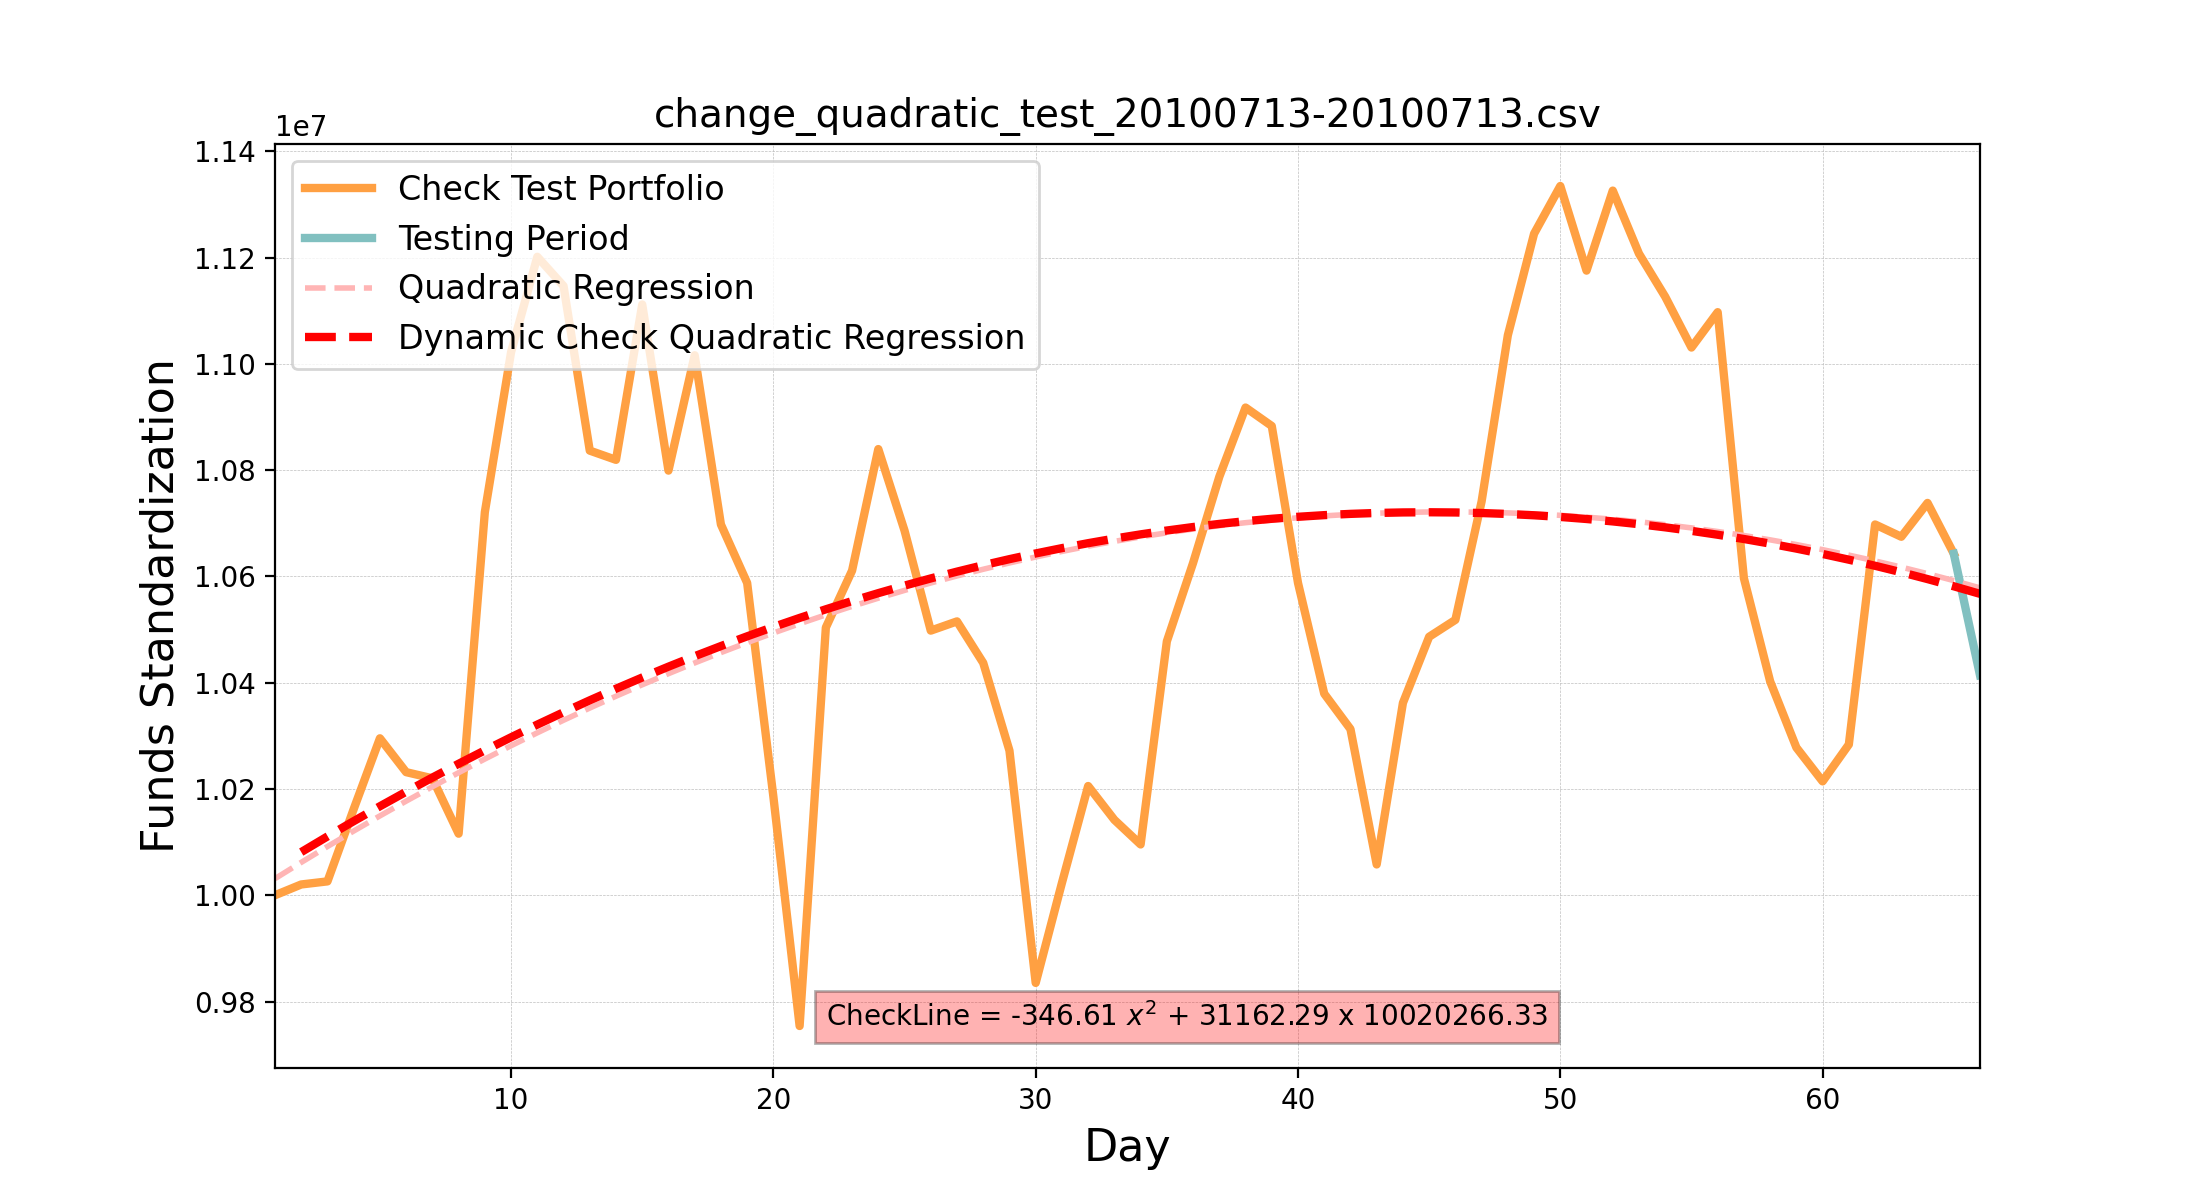 change_quadratic_test_20100713-20100713.csv
1e7
1.14
1.12
1.10
1.08
1.06
1.04
1.02
1.00
0.98
Funds Standardization
Check Test Portfolio
Testing Period
Quadratic Regression
Dynamic Check Quadratic Regression
CheckLine = -346.61 x² + 31162.29 x 10020266.33
10 20 30 40 50 60
Day